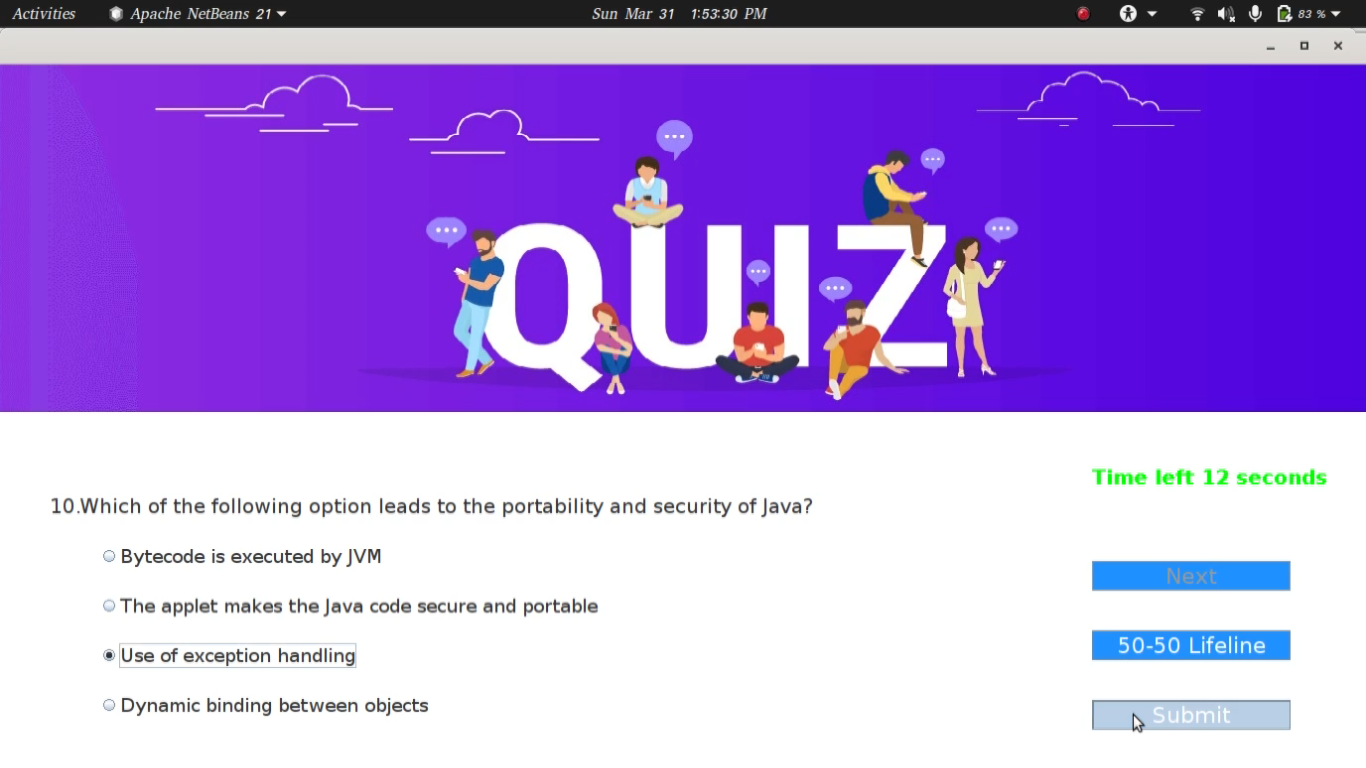 Activities Apache NetBeans 21 Sun Mar 31 1:53:30 PM 83 %
QUIZ
Time left 12 seconds
10.Which of the following option leads to the portability and security of Java?
Bytecode is executed by JVM
Next
The applet makes the Java code secure and portable
50-50 Lifeline
Use of exception handling
Dynamic binding between objects
Submit